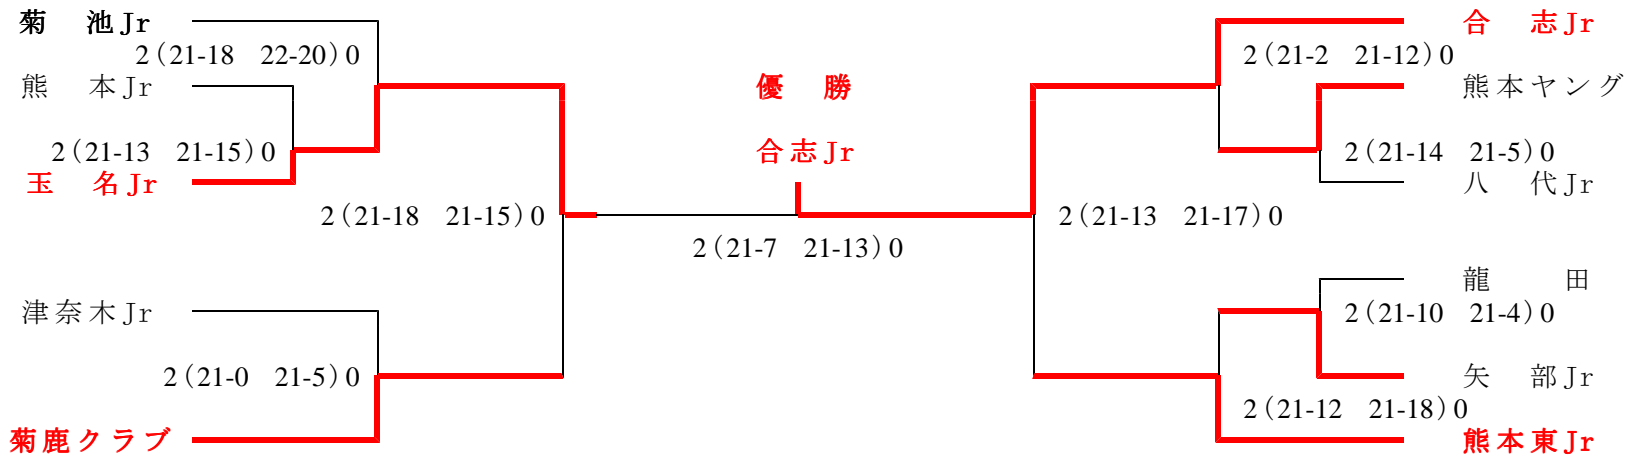 菊　池Jr
2(21-18　22-20)0
熊　本Jr
2(21-13　21-15)0
玉　名Jr
2(21-18　21-15)0
津奈木Jr
2(21-0　21-5)0
菊鹿クラブ
優　勝
合志Jr
2(21-7　21-13)0
合　志Jr
2(21-2　21-12)0
熊本ヤング
2(21-14　21-5)0
八　代Jr
2(21-13　21-17)0
龍　　田
2(21-10　21-4)0
矢　部Jr
2(21-12　21-18)0
熊本東Jr